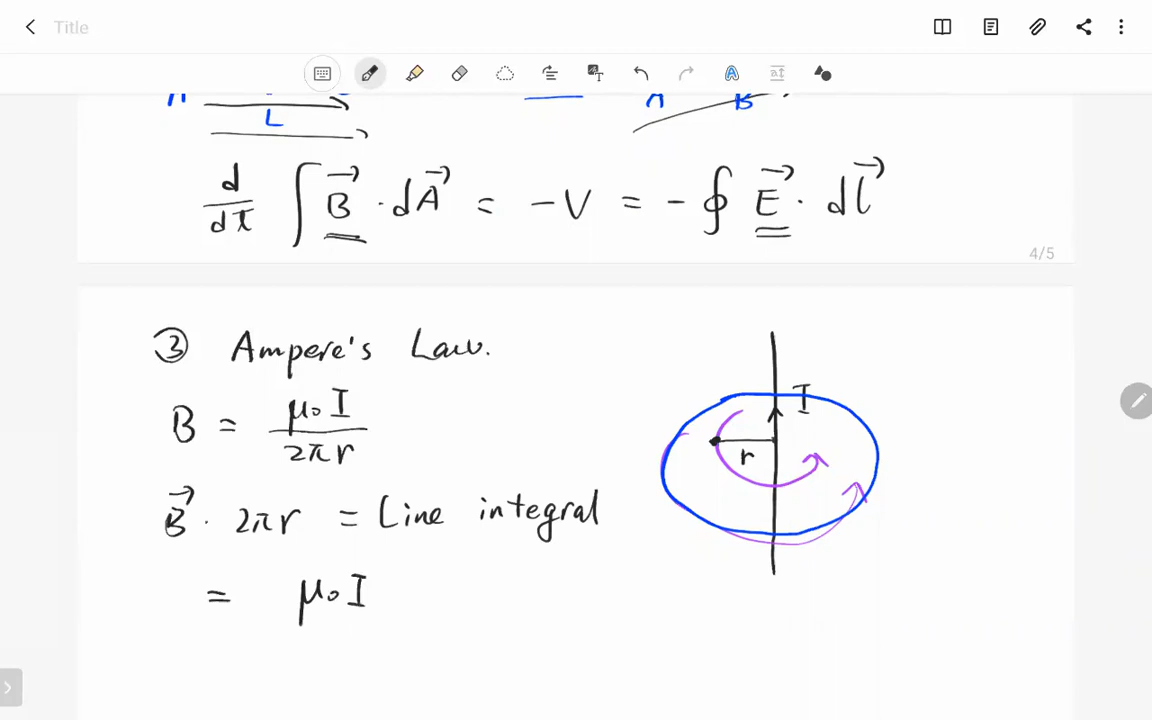 Title
A L A B
d/dt ∫ B⃗ · dA⃗ = -V = -∮ E⃗ · dl⃗
4/5
③ Ampere's Law.
B = μ₀I / 2πr
B⃗ · 2πr = Line integral
= μ₀I
I
r